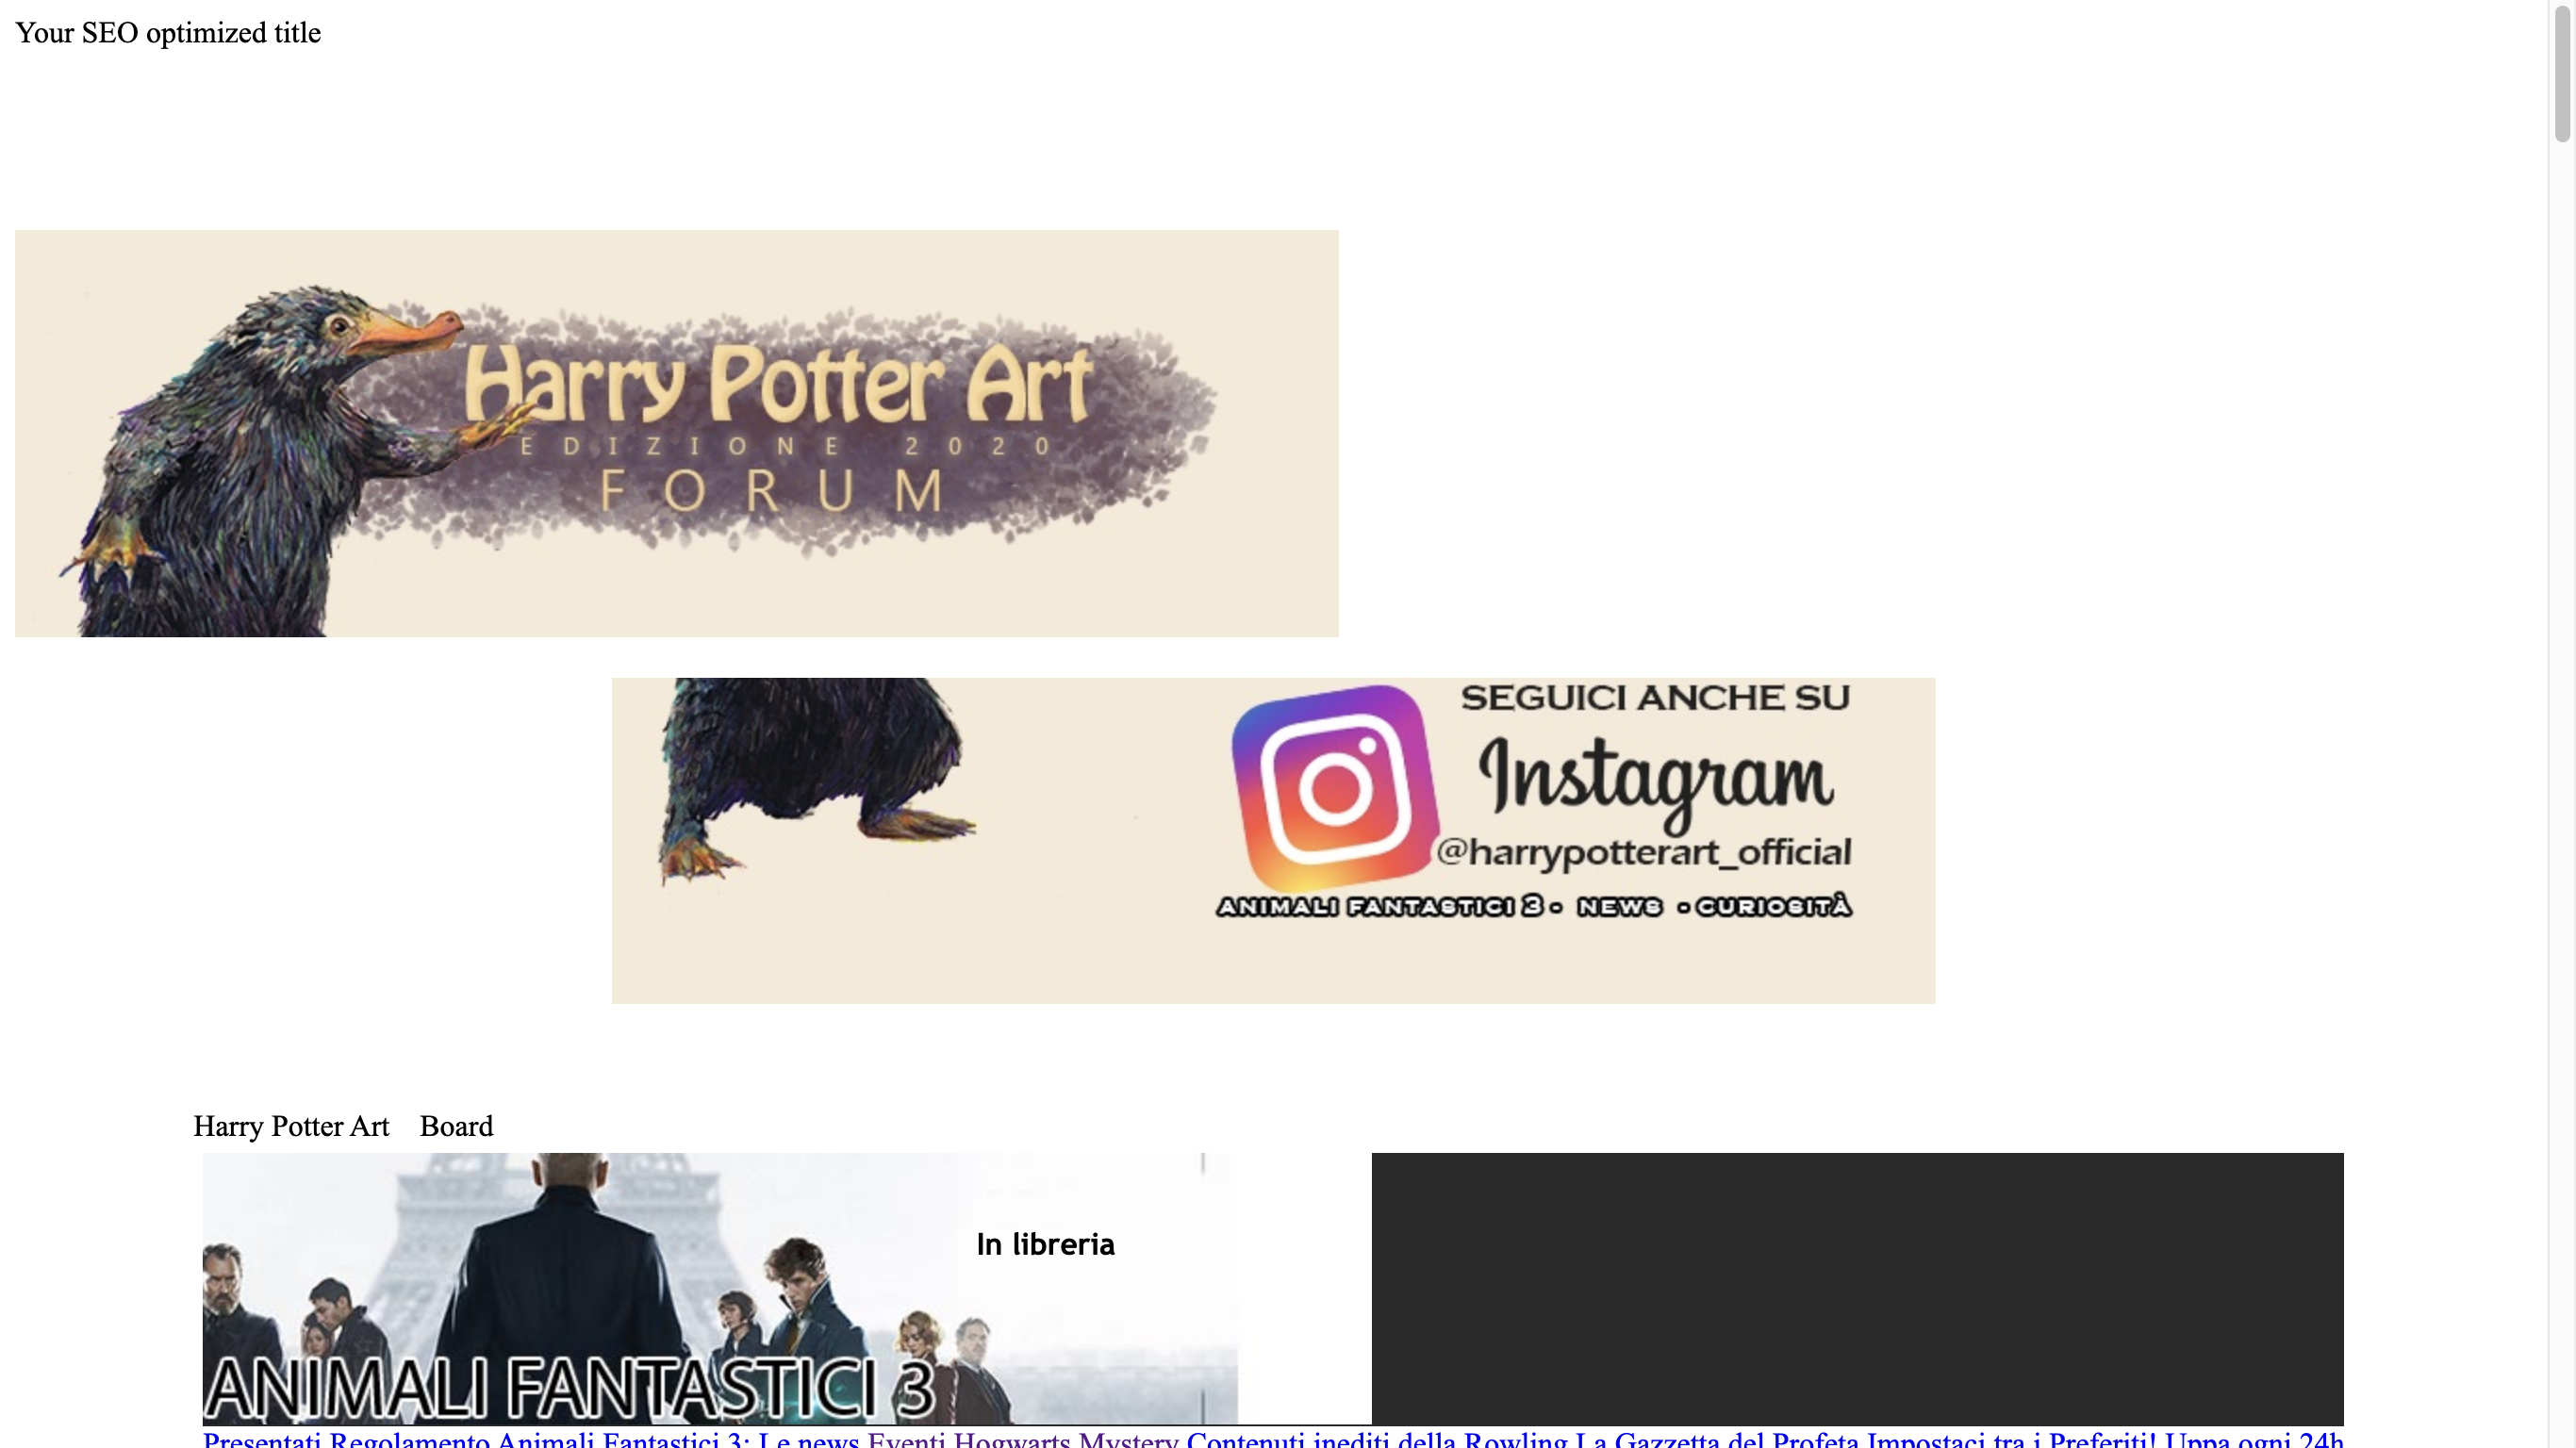 Your SEO optimized title
Harry Potter Art
EDIZIONE 2020
FORUM
SEGUICI ANCHE SU
Instagram
@harrypotterart_official
ANIMALI FANTASTICI 3 - NEWS - CURIOSITÀ
Harry Potter Art Board
In libreria
ANIMALI FANTASTICI 3
Presentati Regolamento Animali Fantastici 3: Le news Eventi Hogwarts Mystery Contenuti inediti della Rowling La Gazzetta del Profeta Impostaci tra i Preferiti! Uppa ogni 24h